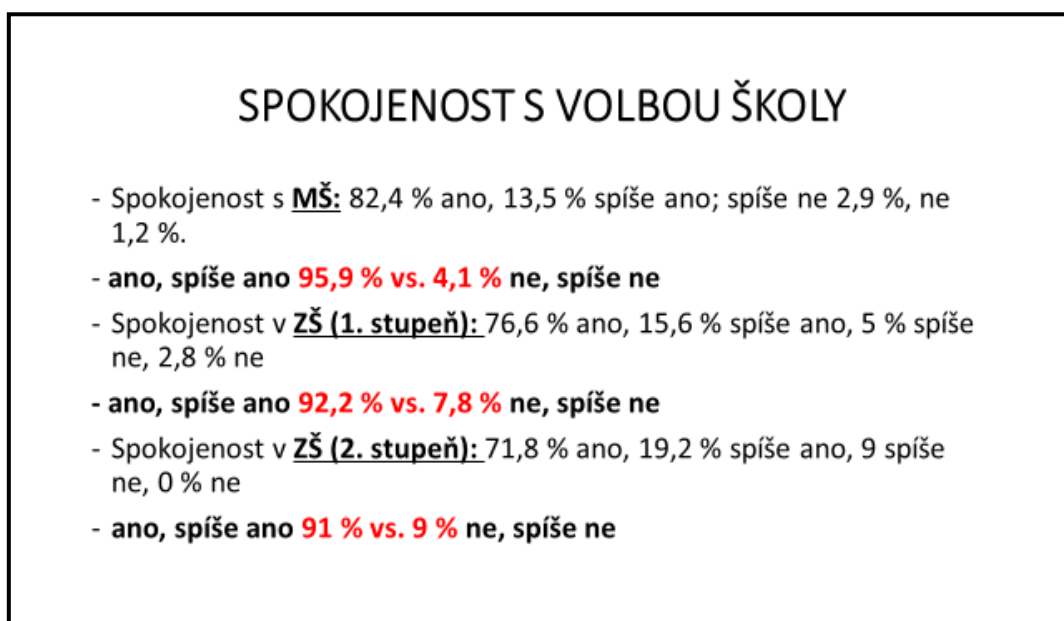 SPOKOJENOST S VOLBOU ŠKOLY
- Spokojenost s MŠ: 82,4 % ano, 13,5 % spíše ano; spíše ne 2,9 %, ne
1,2 %.
- ano, spíše ano 95,9 % vs. 4,1 % ne, spíše ne
- Spokojenost v ZŠ (1. stupeň): 76,6 % ano, 15,6 % spíše ano, 5 % spíše
ne, 2,8 % ne
- ano, spíše ano 92,2 % vs. 7,8 % ne, spíše ne
- Spokojenost v ZŠ (2. stupeň): 71,8 % ano, 19,2 % spíše ano, 9 spíše
ne, 0 % ne
- ano, spíše ano 91 % vs. 9 % ne, spíše ne